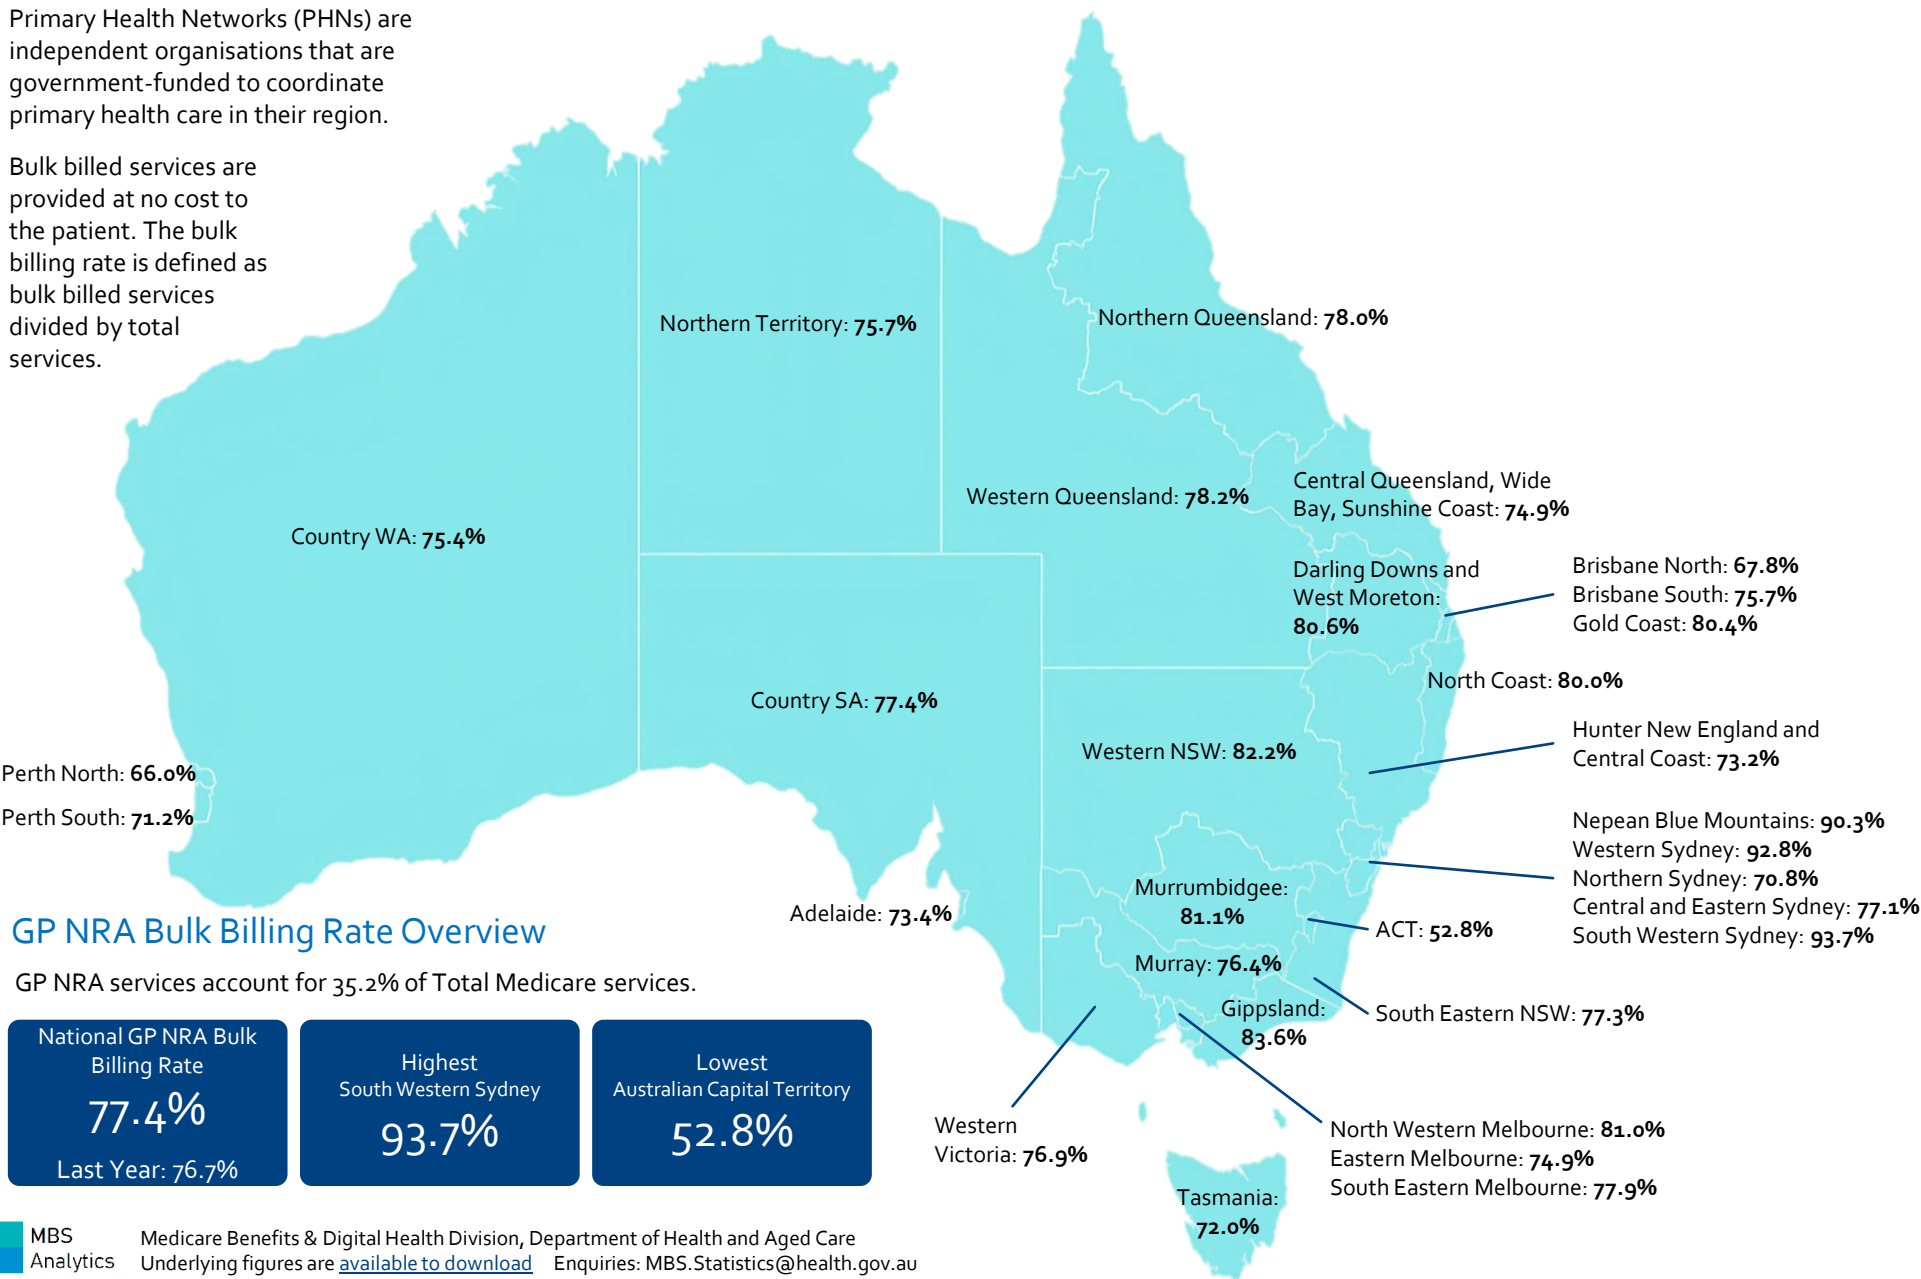 Primary Health Networks (PHNs) are
independent organisations that are
government-funded to coordinate
primary health care in their region.
Bulk billed services are
provided at no cost to
the patient. The bulk
billing rate is defined as
bulk billed services
divided by total
services.
Northern Territory: 75.7%
Northern Queensland: 78.0%
Western Queensland: 78.2%
Central Queensland, Wide
Bay, Sunshine Coast: 74.9%
Country WA: 75.4%
Darling Downs and
West Moreton:
80.6%
Brisbane North: 67.8%
Brisbane South: 75.7%
Gold Coast: 80.4%
North Coast: 80.0%
Country SA: 77.4%
Western NSW: 82.2%
Hunter New England and
Central Coast: 73.2%
Perth North: 66.0%
Perth South: 71.2%
Nepean Blue Mountains: 90.3%
Western Sydney: 92.8%
Northern Sydney: 70.8%
Central and Eastern Sydney: 77.1%
South Western Sydney: 93.7%
Murrumbidgee:
81.1%
Adelaide: 73.4%
ACT: 52.8%
Murray: 76.4%
Gippsland:
83.6%
South Eastern NSW: 77.3%
Western
Victoria: 76.9%
North Western Melbourne: 81.0%
Eastern Melbourne: 74.9%
South Eastern Melbourne: 77.9%
Tasmania:
72.0%
GP NRA Bulk Billing Rate Overview
GP NRA services account for 35.2% of Total Medicare services.
National GP NRA Bulk
Billing Rate
77.4%
Last Year: 76.7%
Highest
South Western Sydney
93.7%
Lowest
Australian Capital Territory
52.8%
MBS
Analytics
Medicare Benefits & Digital Health Division, Department of Health and Aged Care
Underlying figures are available to download Enquiries: MBS.Statistics@health.gov.au